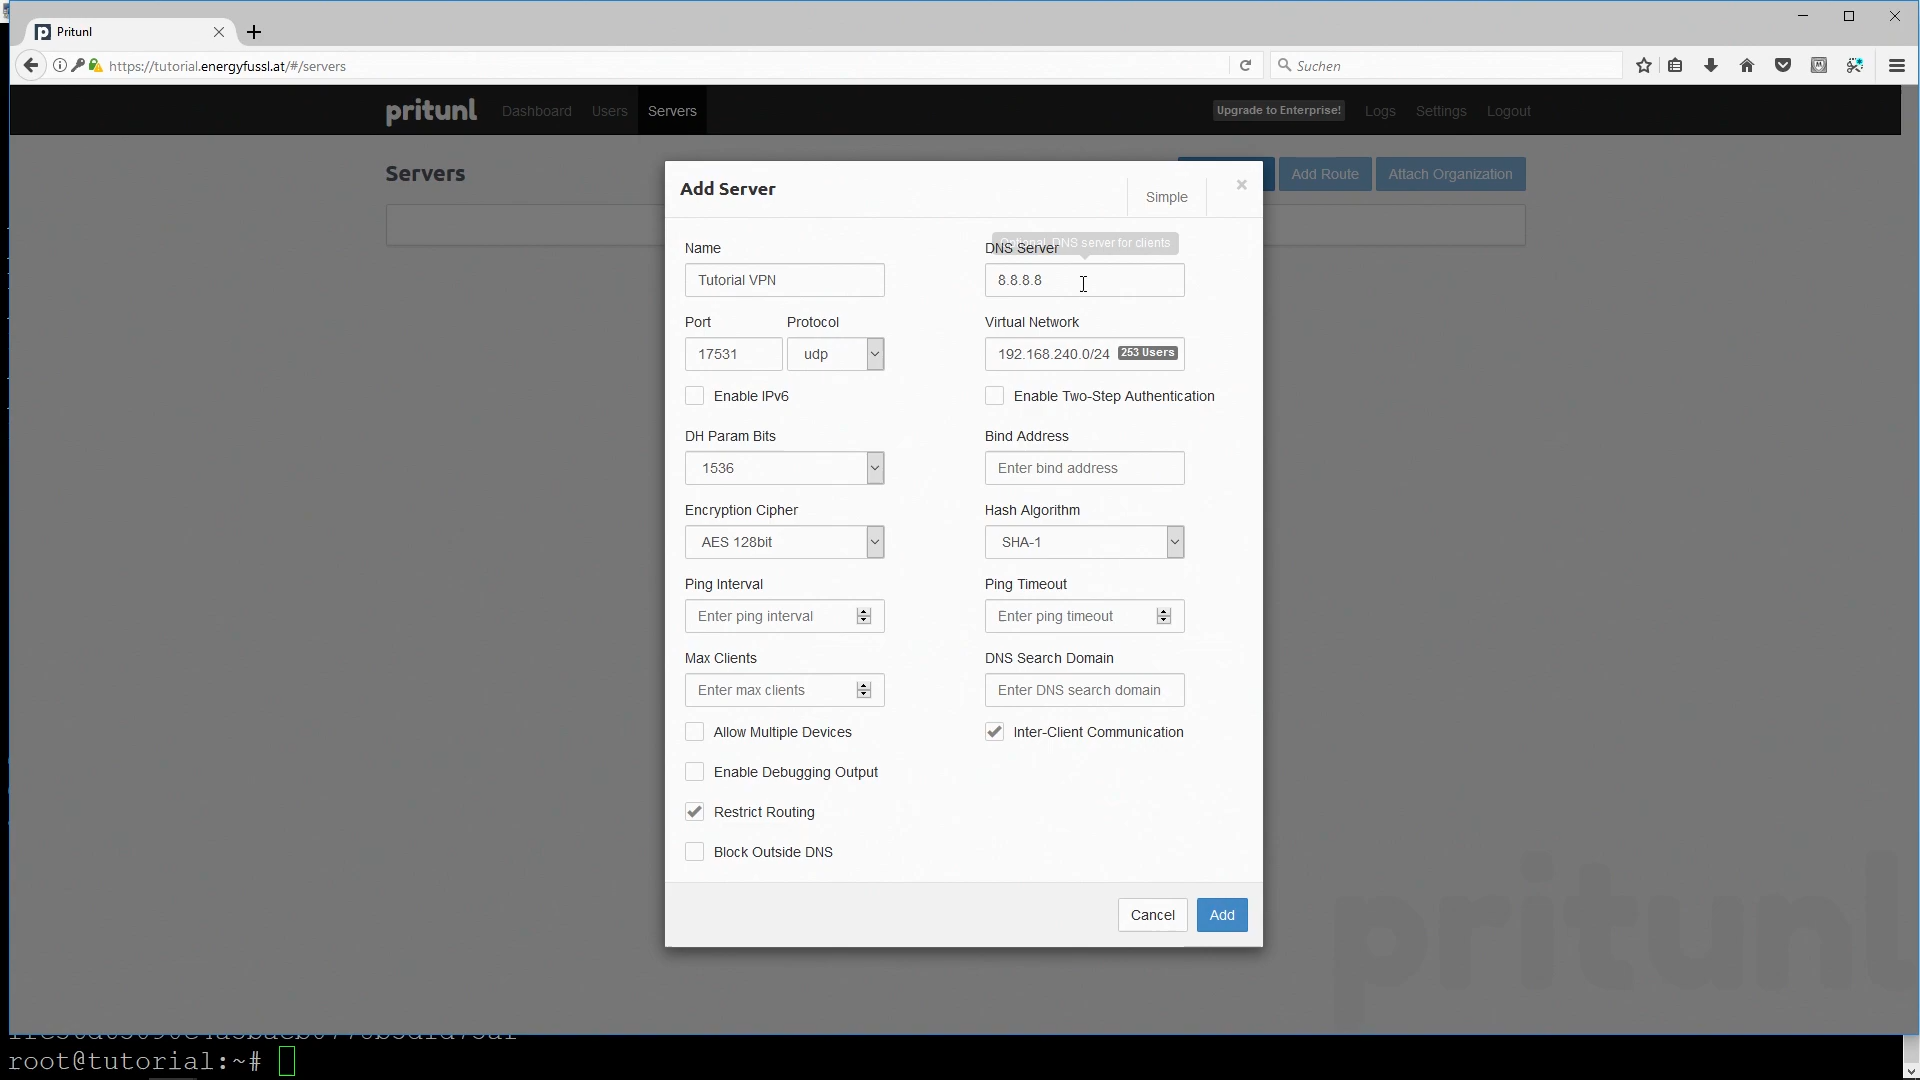 Pritunl
https://tutorial.energyfussl.at/#/servers
Suchen
pritunl
Dashboard
Users
Servers
Upgrade to Enterprise!
Logs
Settings
Logout
Servers
Add Route
Attach Organization
Add Server
Simple
Name
DNS server for clients
DNS Server
Tutorial VPN
8.8.8.8
Port
Protocol
Virtual Network
17531
udp
192.168.240.0/24
253 Users
Enable IPv6
Enable Two-Step Authentication
DH Param Bits
Bind Address
1536
Enter bind address
Encryption Cipher
Hash Algorithm
AES 128bit
SHA-1
Ping Interval
Ping Timeout
Enter ping interval
Enter ping timeout
Max Clients
DNS Search Domain
Enter max clients
Enter DNS search domain
Allow Multiple Devices
Inter-Client Communication
Enable Debugging Output
Restrict Routing
Block Outside DNS
Cancel
Add
pritunl
root@tutorial:~#